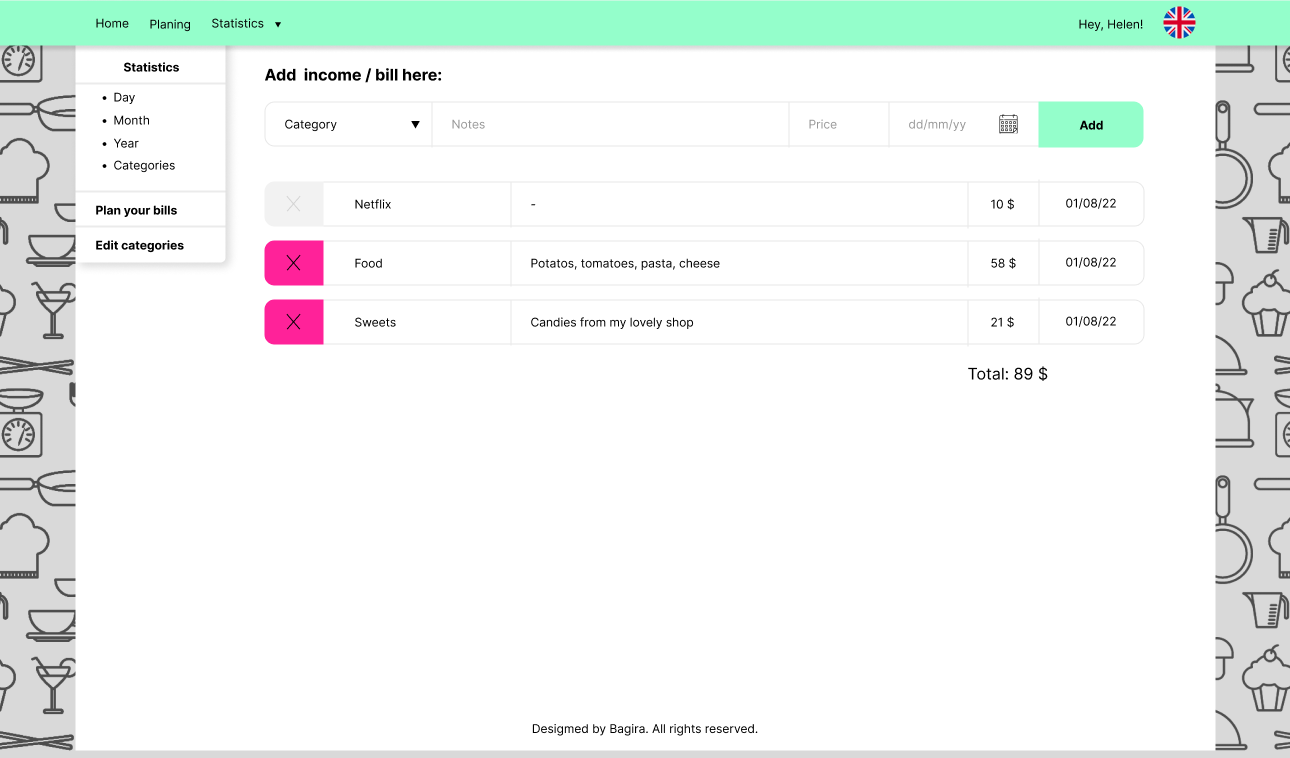 Home Planing Statistics ▼ Hey, Helen!
Statistics
• Day
• Month
• Year
• Categories
Plan your bills
Edit categories
Add income / bill here:
Category ▼ Notes Price dd/mm/yy Add
X Netflix - 10 $ 01/08/22
X Food Potatos, tomatoes, pasta, cheese 58 $ 01/08/22
X Sweets Candies from my lovely shop 21 $ 01/08/22
Total: 89 $
Desigmed by Bagira. All rights reserved.